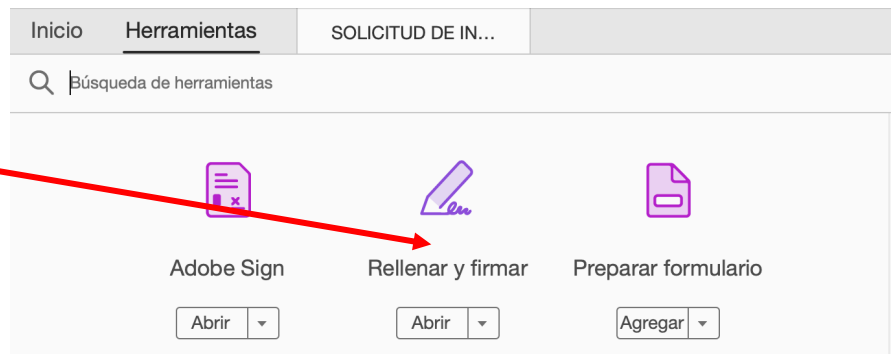 Inicio Herramientas SOLICITUD DE IN...
Búsqueda de herramientas
Adobe Sign Rellenar y firmar Preparar formulario
Abrir Abrir Agregar